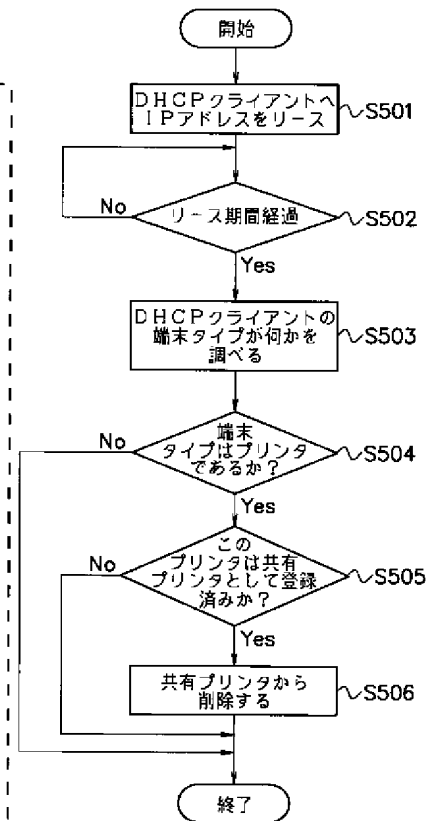 開始
DHCPクライアントへ
IPアドレスをリース
S501
No
リース期間経過
S502
Yes
DHCPクライアントの
端末タイプが何かを
調べる
S503
No
端末
タイプはプリンタ
であるか?
S504
Yes
この
プリンタは共有
プリンタとして登録
済みか?
No
S505
Yes
共有プリンタから
削除する
S506
終了